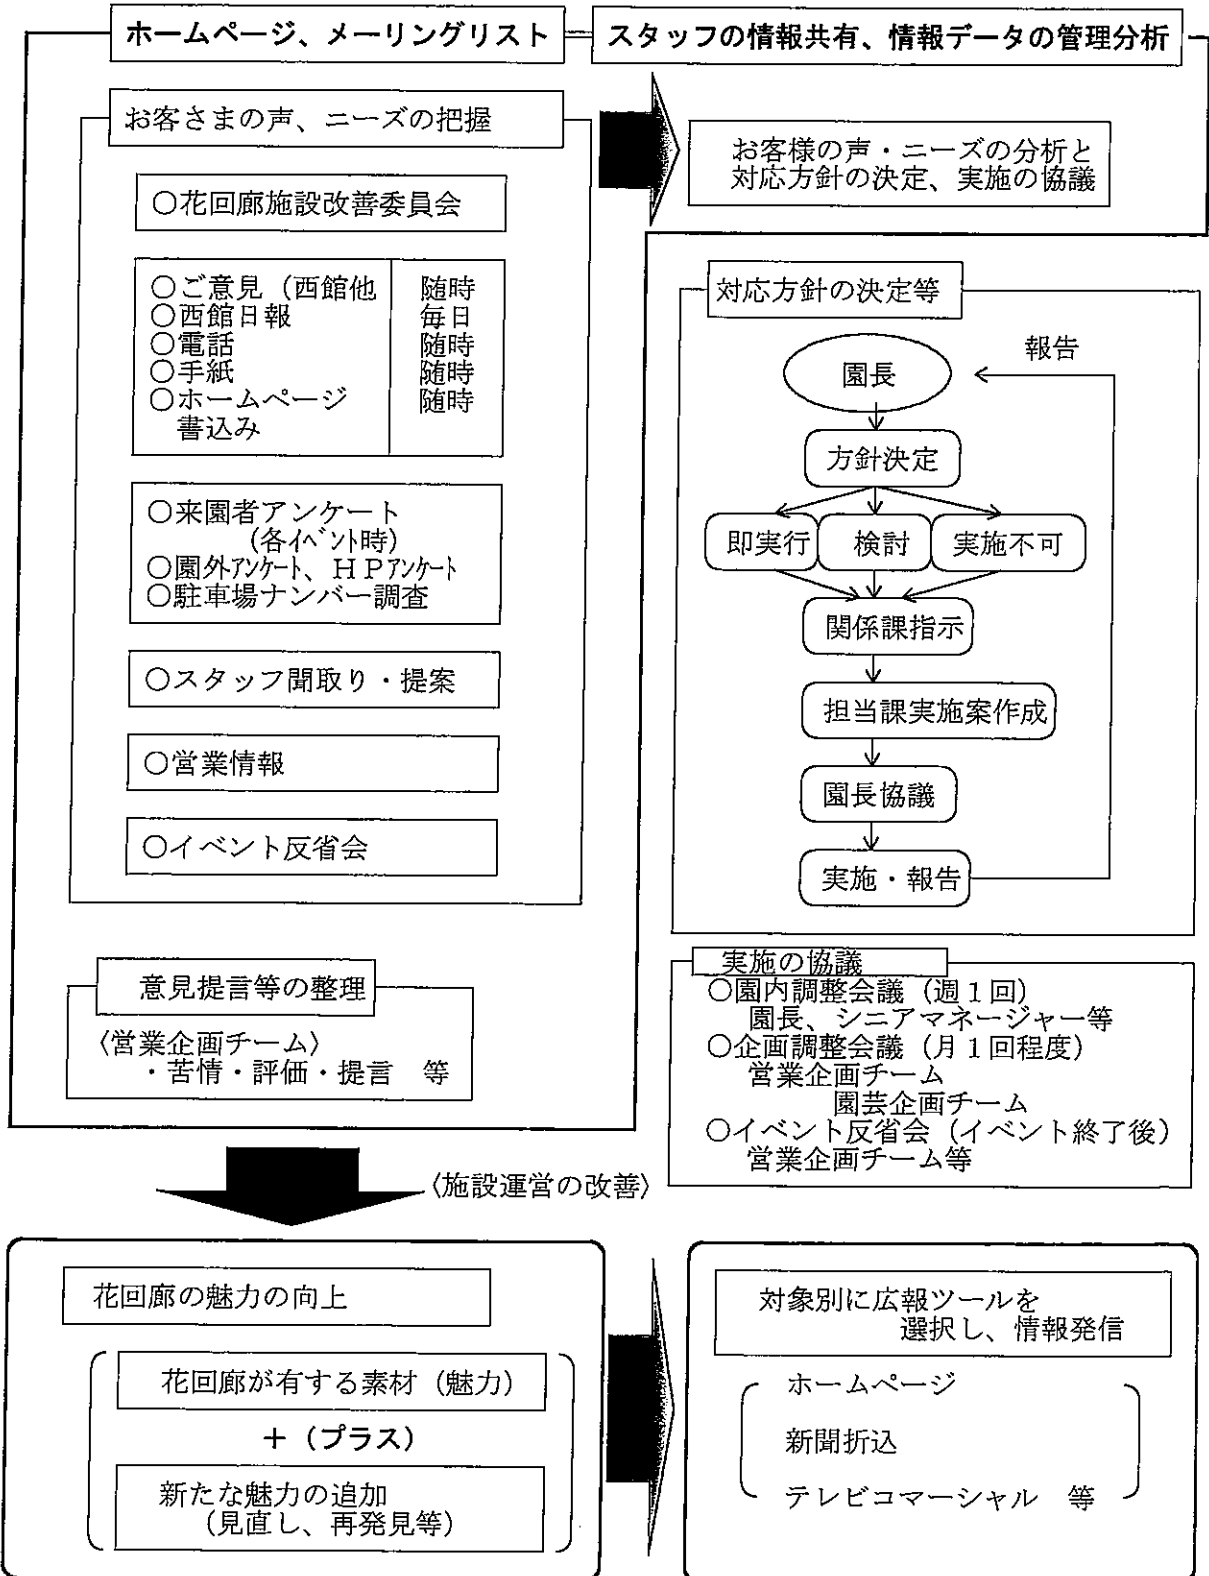 ホームページ、メーリングリスト
スタッフの情報共有、情報データの管理分析
お客さまの声、ニーズの把握
○花回廊施設改善委員会
○ご意見(西館他 随時
○西館日報 毎日
○電話 随時
○手紙 随時
○ホームページ 随時
書込み
○来園者アンケート
(各イベント時)
○園外アンケート、HPアンケート
○駐車場ナンバー調査
○スタッフ聞取り・提案
○営業情報
○イベント反省会
意見提言等の整理
〈営業企画チーム〉
・苦情・評価・提言 等
お客様の声・ニーズの分析と
対応方針の決定、実施の協議
対応方針の決定等
園長
報告
方針決定
即実行 検討 実施不可
関係課指示
担当課実施案作成
園長協議
実施・報告
実施の協議
○園内調整会議(週1回)
園長、シニアマネージャー等
○企画調整会議(月1回程度)
営業企画チーム
園芸企画チーム
○イベント反省会(イベント終了後)
営業企画チーム等
〈施設運営の改善〉
花回廊の魅力の向上
花回廊が有する素材(魅力)
+(プラス)
新たな魅力の追加
(見直し、再発見等)
対象別に広報ツールを
選択し、情報発信
ホームページ
新聞折込
テレビコマーシャル 等